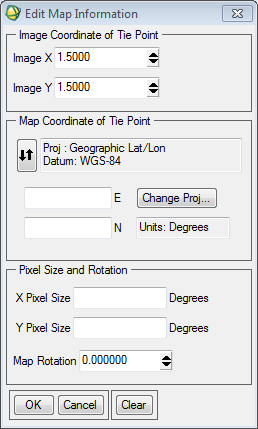 Edit Map Information
Image Coordinate of Tie Point
Image X 1.5000
Image Y 1.5000
Map Coordinate of Tie Point
Proj : Geographic Lat/Lon
Datum: WGS-84
E Change Proj...
N Units: Degrees
Pixel Size and Rotation
X Pixel Size Degrees
Y Pixel Size Degrees
Map Rotation 0.000000
OK Cancel Clear